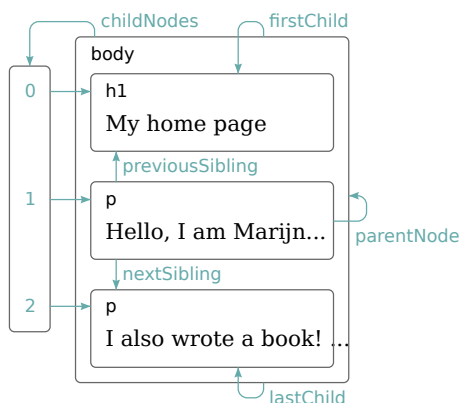 childNodes
firstChild
body
0
h1
My home page
previousSibling
1
p
Hello, I am Marijn...
parentNode
nextSibling
2
p
I also wrote a book! ...
lastChild